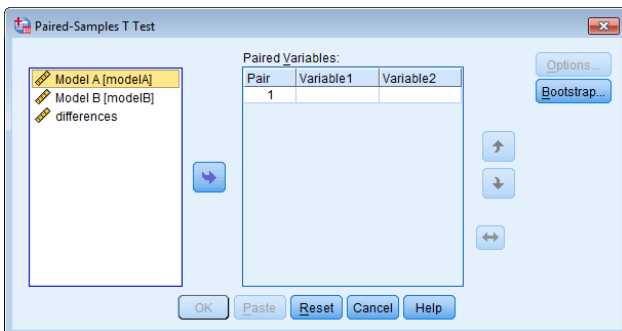 Paired-Samples T Test
Paired Variables:
Model A [modelA]
Model B [modelB]
differences
Pair Variable1 Variable2
1
Options...
Bootstrap...
OK Paste Reset Cancel Help